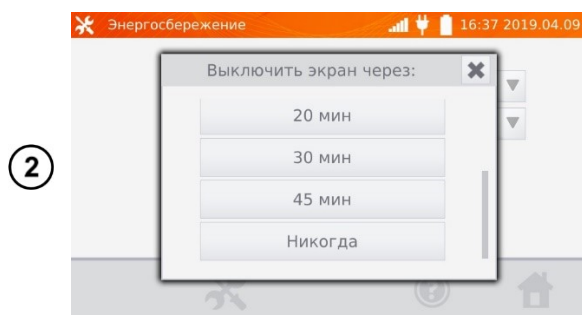 Энергосбережение 16:37 2019.04.09
Выключить экран через:
20 мин
30 мин
2
45 мин
Никогда